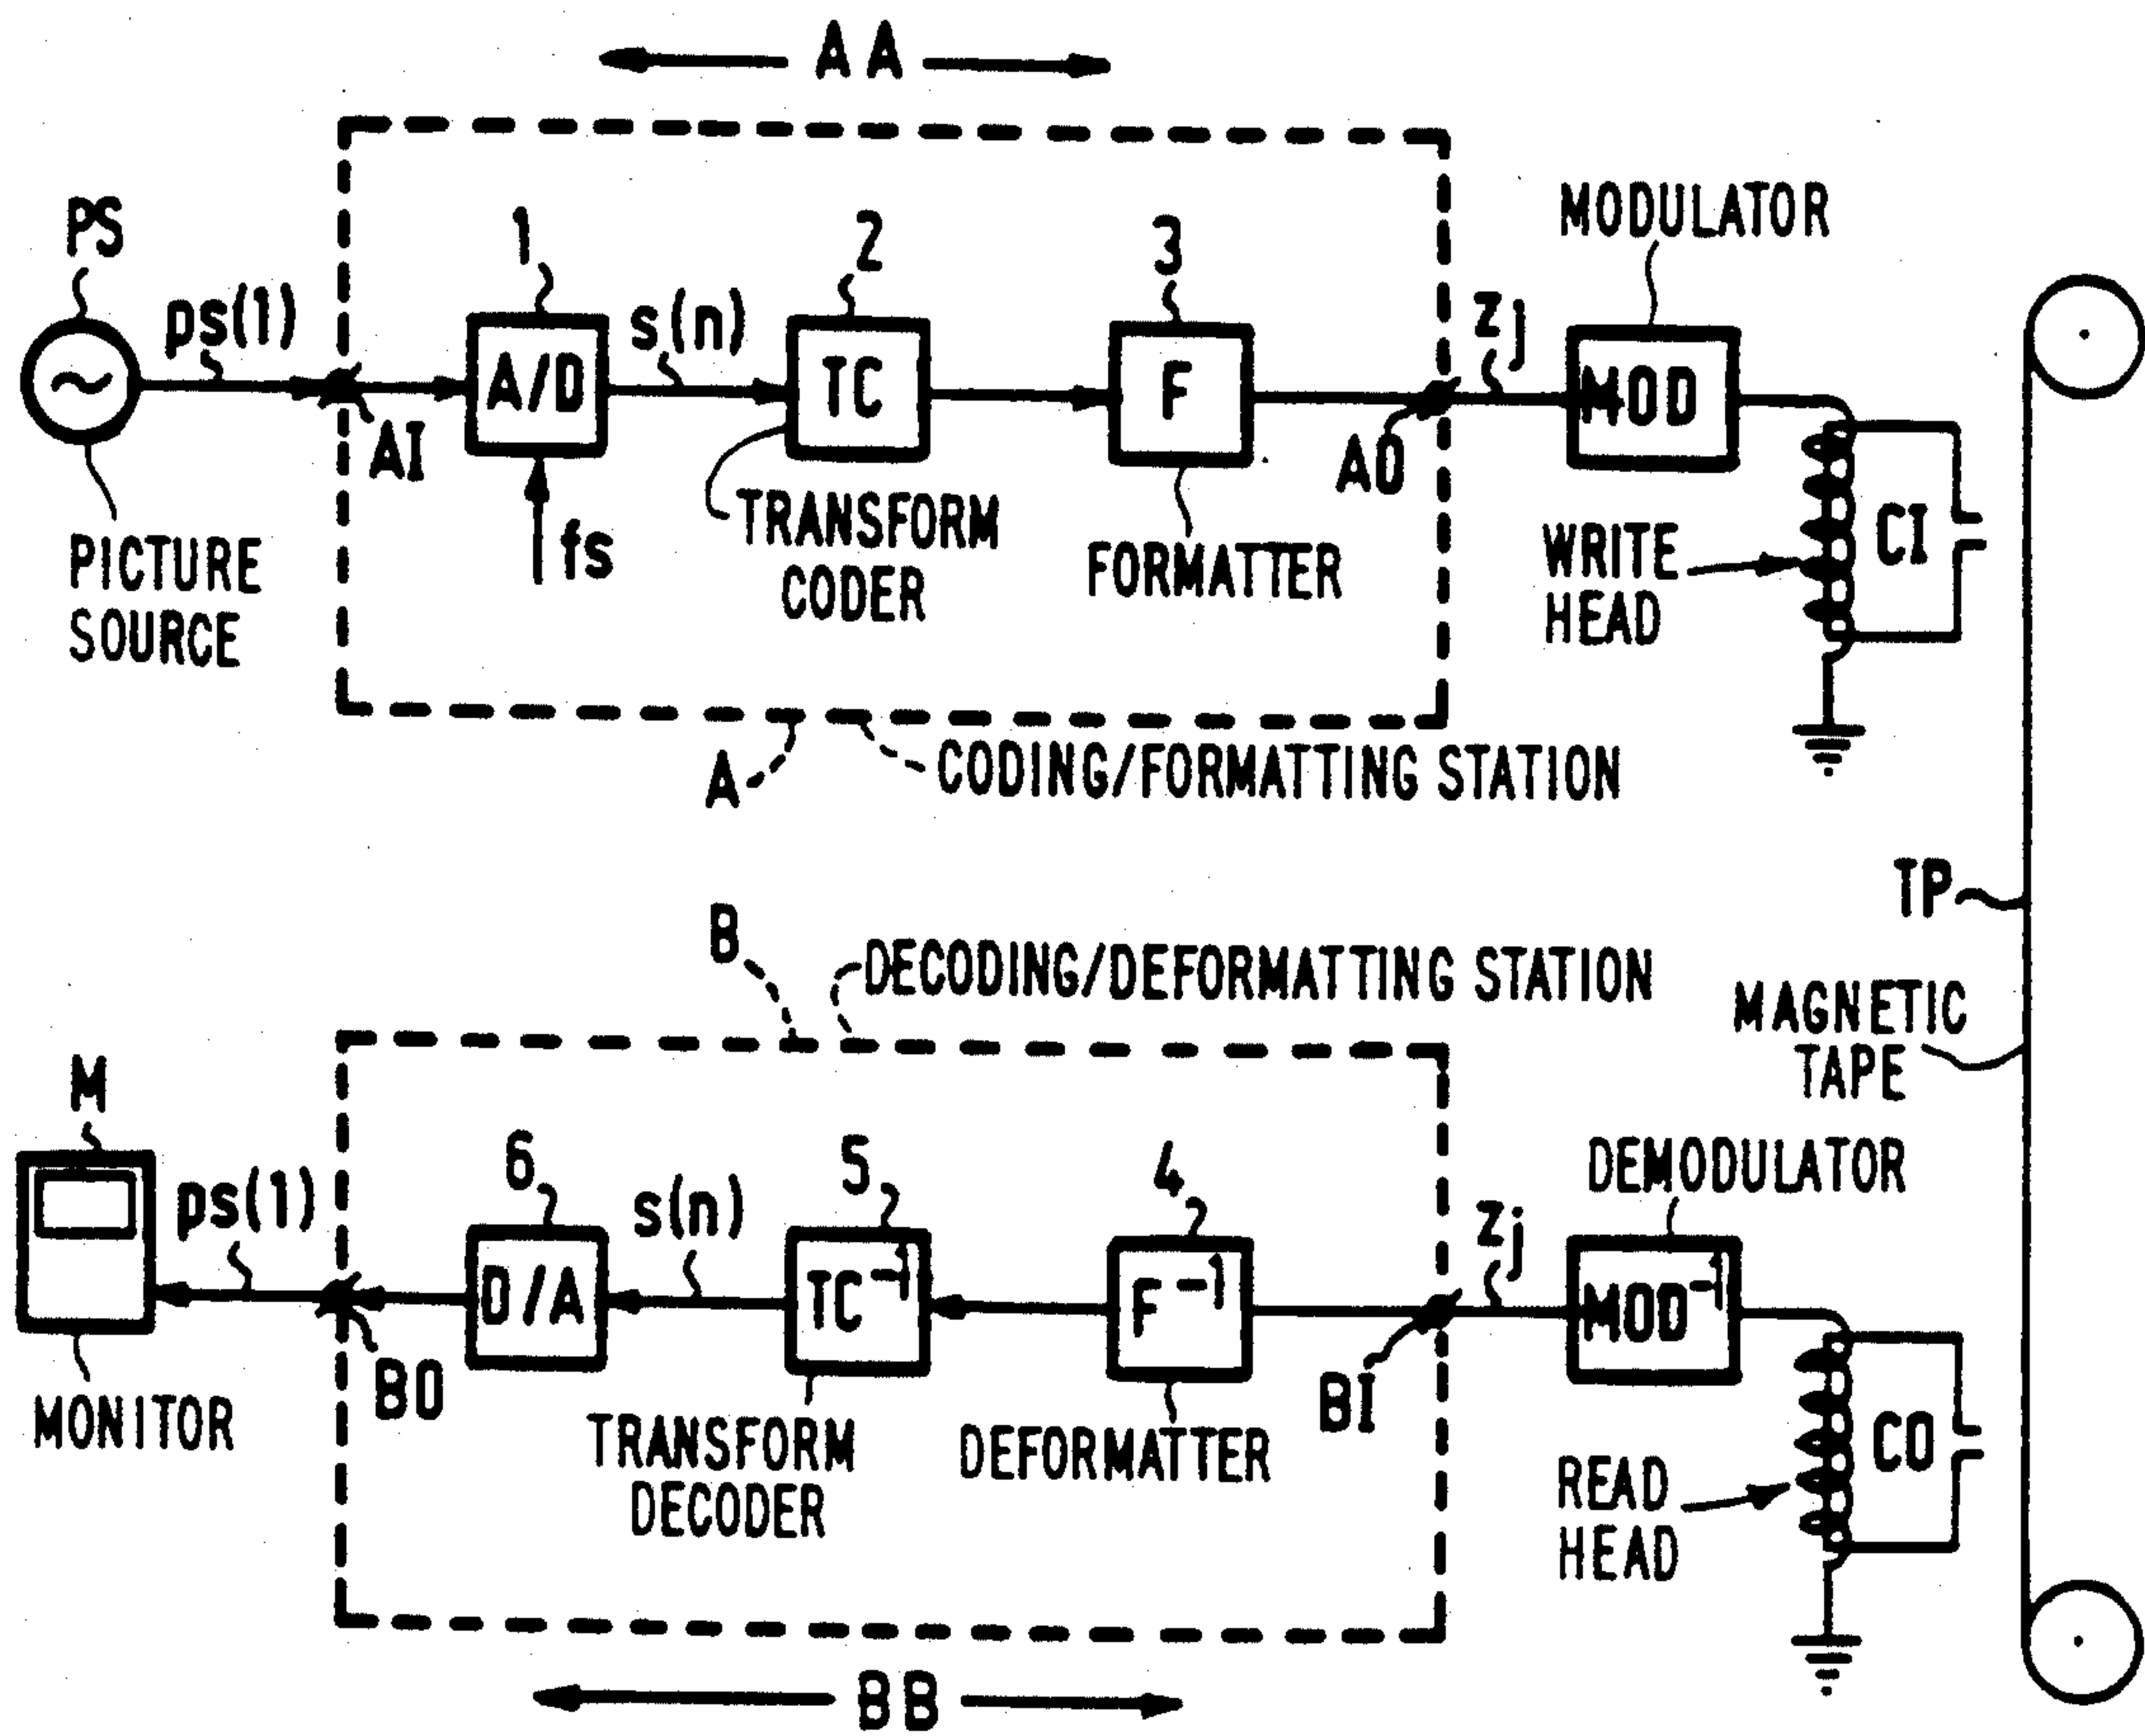 AA
PS
ps(1)
AI
1
A/D
fs
s(n)
2
TC
TRANSFORM
CODER
3
F
FORMATTER
AO
zj
MODULATOR
MOD
WRITE
HEAD
CI
PICTURE
SOURCE
A
CODING/FORMATTING STATION
TP
MAGNETIC
TAPE
B
DECODING/DEFORMATTING STATION
M
ps(1)
MONITOR
BO
6
D/A
s(n)
5
TC-1
TRANSFORM
DECODER
4
F-1
DEFORMATTER
BI
zj
DEMODULATOR
MOD-1
READ
HEAD
CO
BB